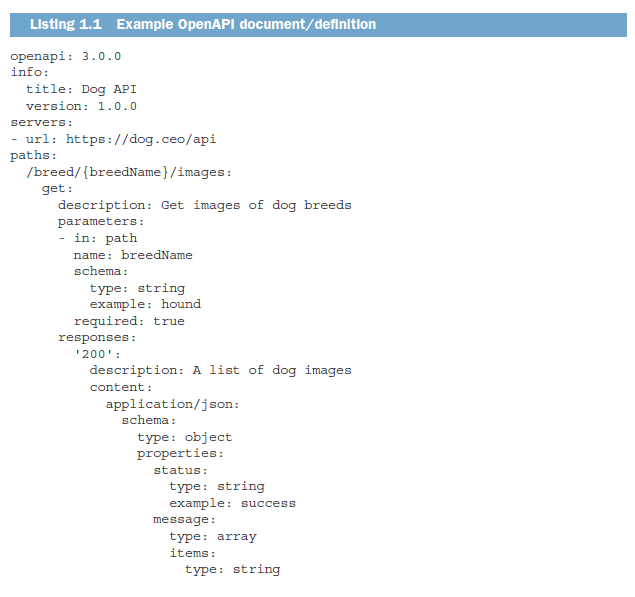 Listing 1.1 Example OpenAPI document/definition
openapi: 3.0.0
info:
  title: Dog API
  version: 1.0.0
servers:
- url: https://dog.ceo/api
paths:
  /breed/{breedName}/images:
    get:
      description: Get images of dog breeds
      parameters:
      - in: path
        name: breedName
        schema:
          type: string
          example: hound
        required: true
      responses:
        '200':
          description: A list of dog images
          content:
            application/json:
              schema:
                type: object
                properties:
                  status:
                    type: string
                    example: success
                  message:
                    type: array
                    items:
                      type: string